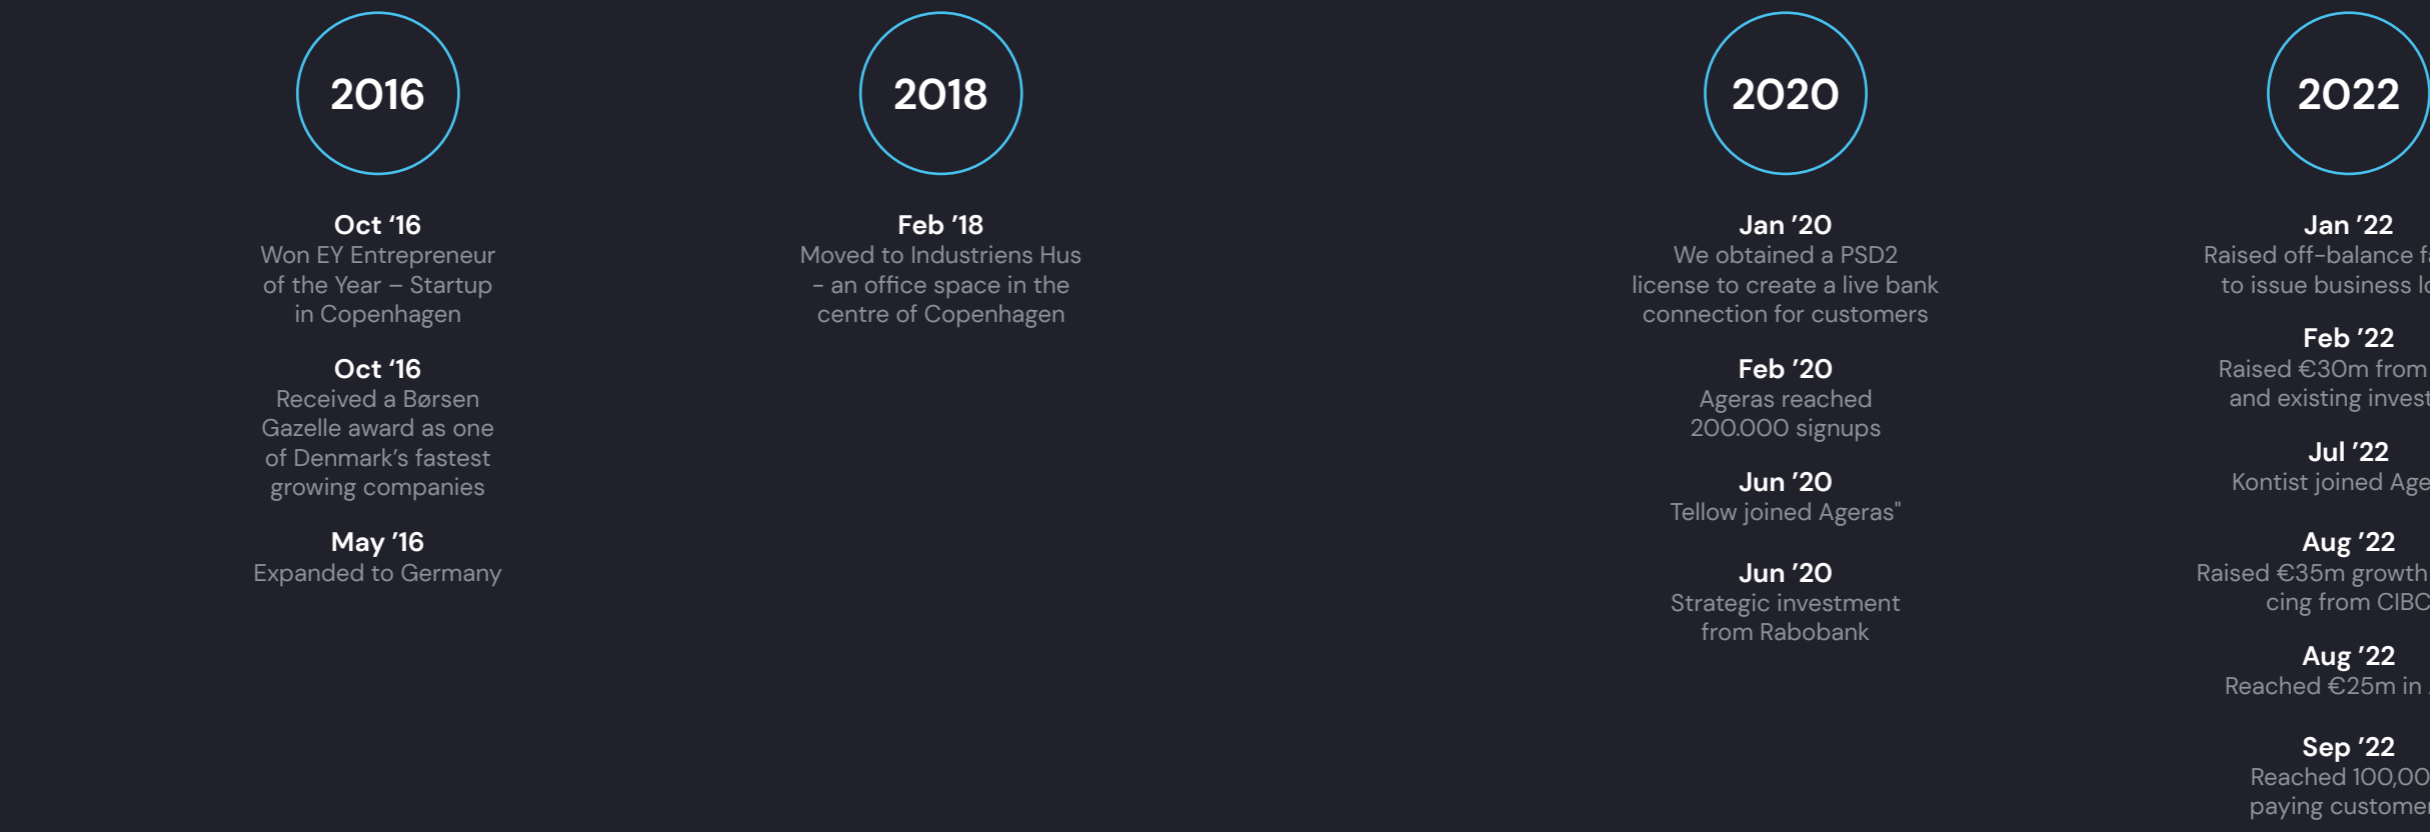 2016
Oct ‘16
Won EY Entrepreneur
of the Year – Startup
in Copenhagen
Oct ‘16
Received a Børsen
Gazelle award as one
of Denmark’s fastest
growing companies
May ’16
Expanded to Germany
2018
Feb ’18
Moved to Industriens Hus
- an office space in the
centre of Copenhagen
2020
Jan ’20
We obtained a PSD2
license to create a live bank
connection for customers
Feb ’20
Ageras reached
200.000 signups
Jun ’20
Tellow joined Ageras"
Jun ’20
Strategic investment
from Rabobank
2022
Jan ’22
Raised off-balance
to issue business
Feb ’22
Raised €30m from
and existing
Jul ’22
Kontist joined
Aug ’22
Raised €35m growth
cing from CIBC
Aug ’22
Reached €25m in
Sep ’22
Reached
paying